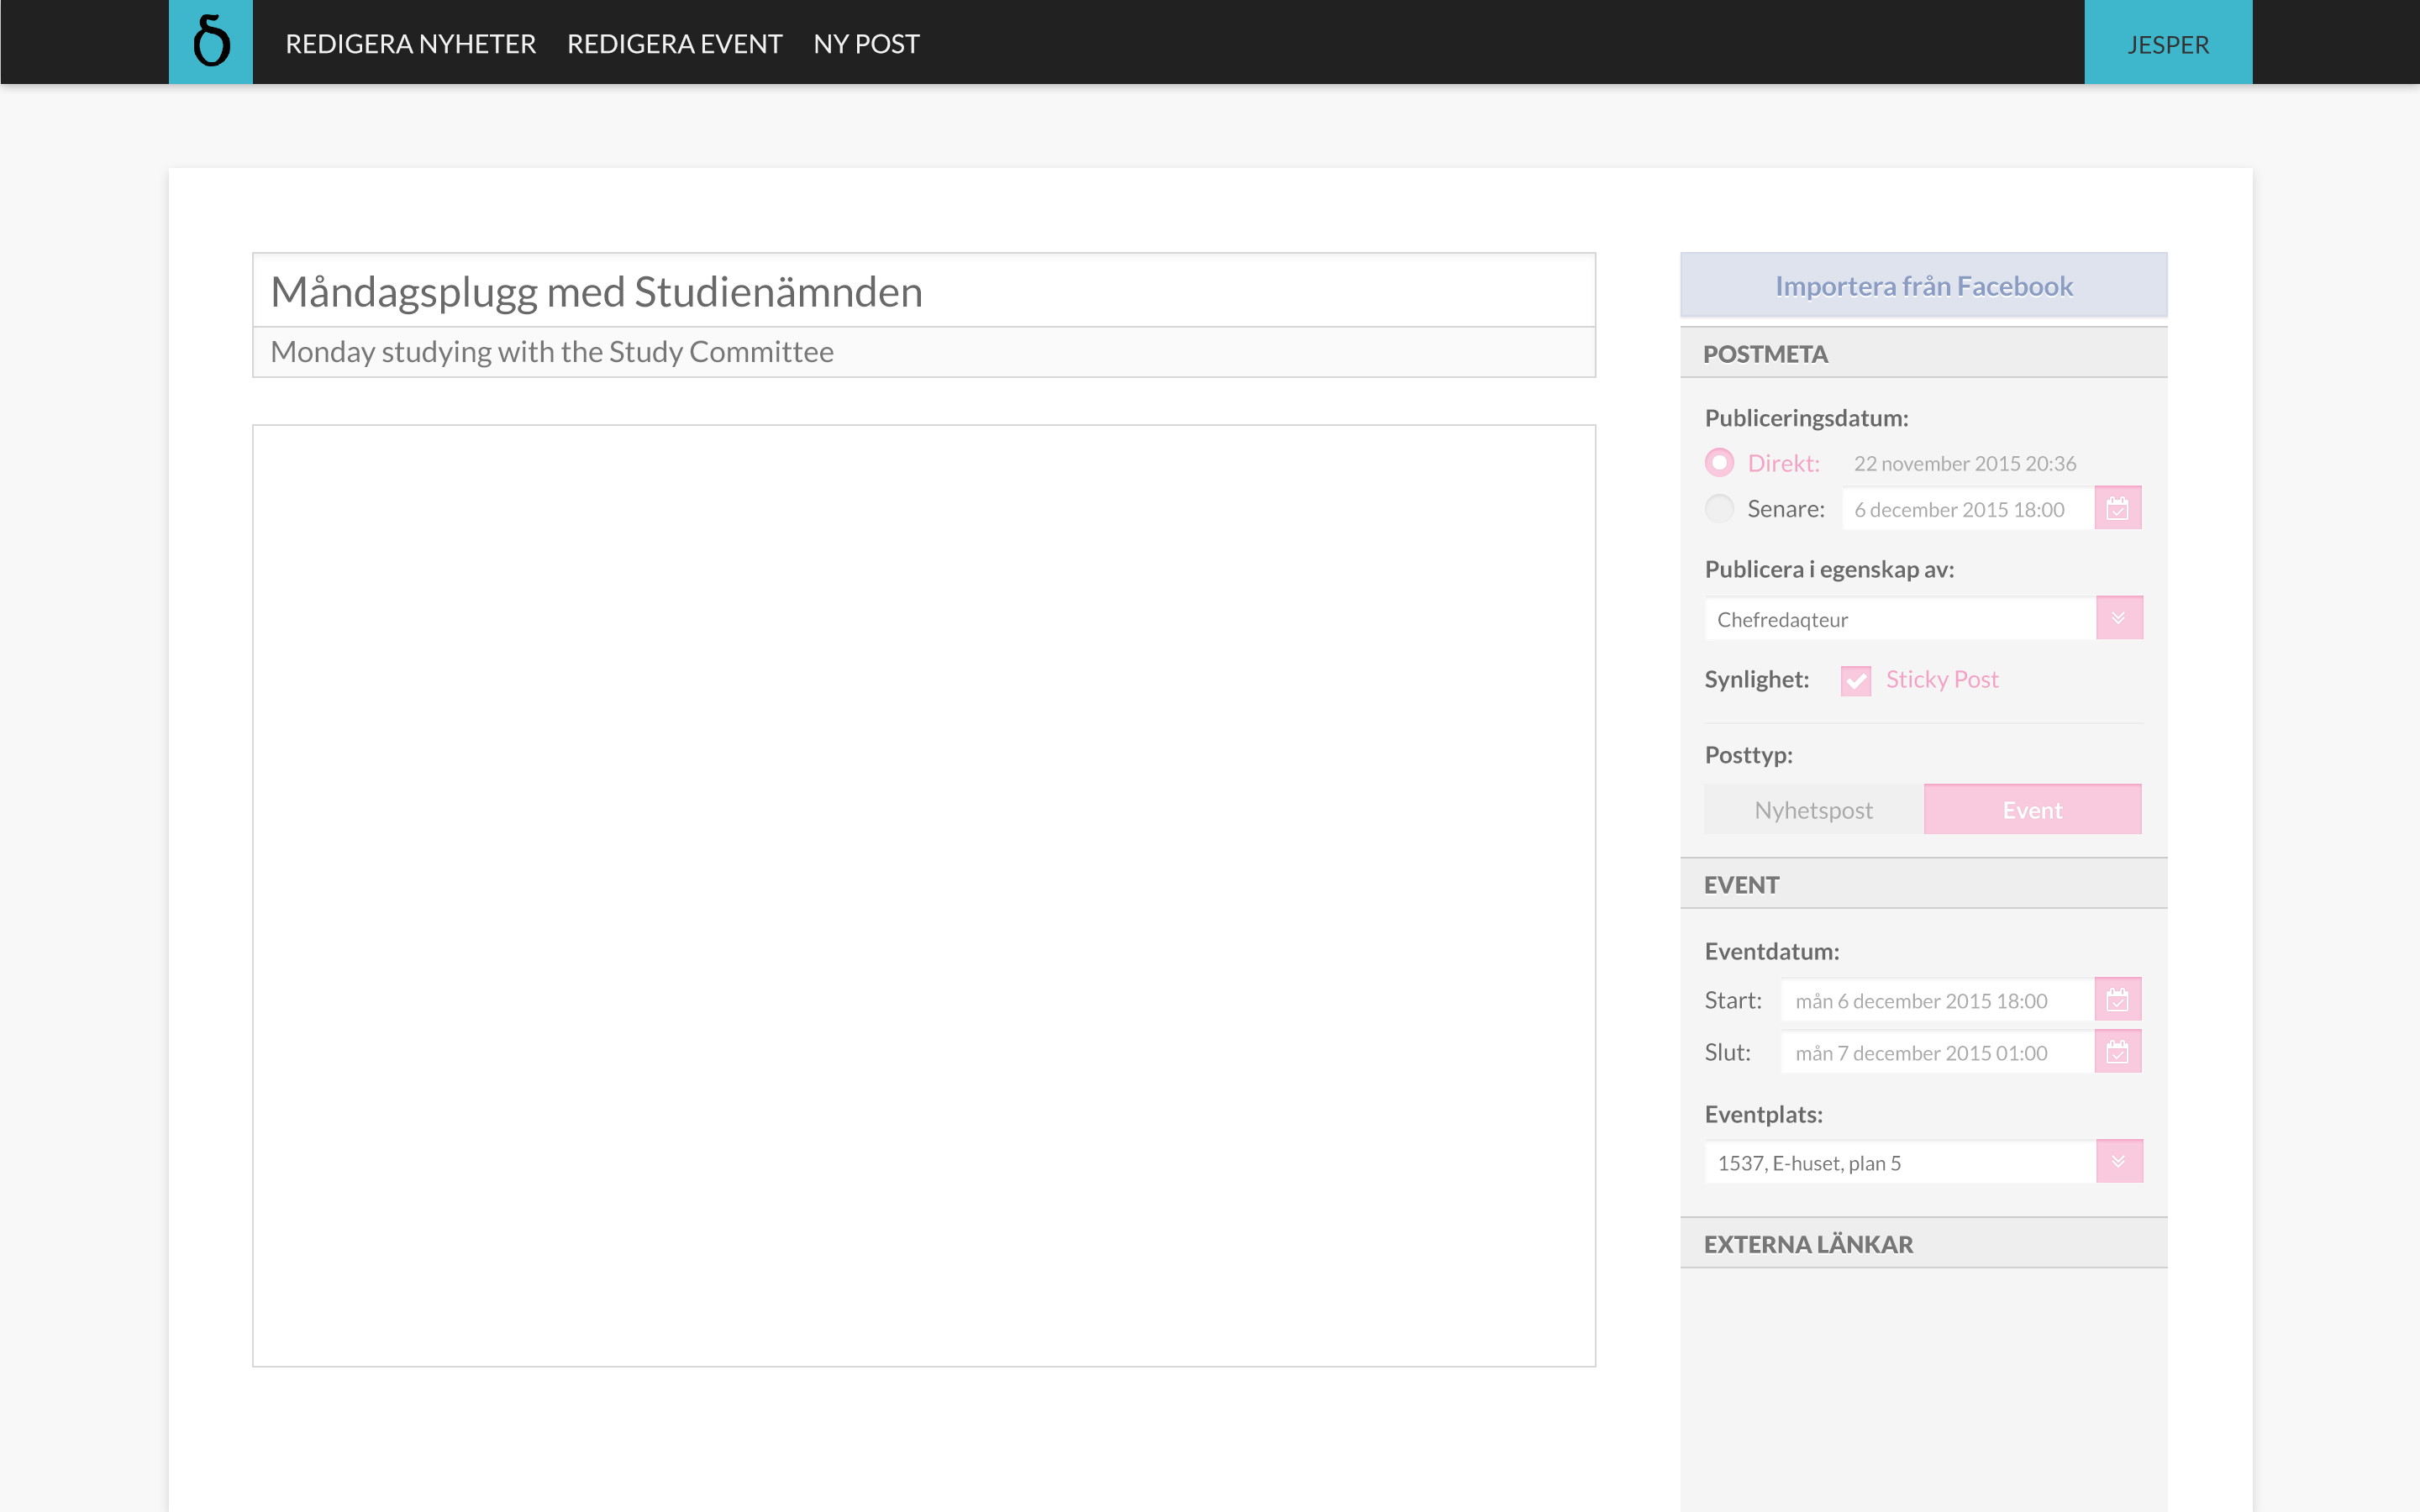 δ REDIGERA NYHETER REDIGERA EVENT NY POST JESPER
Måndagsplugg med Studienämnden
Monday studying with the Study Committee
Importera från Facebook
POSTMETA
Publiceringsdatum:
Direkt: 22 november 2015 20:36
Senare: 6 december 2015 18:00
Publicera i egenskap av:
Chefredaqteur
Synlighet: Sticky Post
Posttyp:
Nyhetspost Event
EVENT
Eventdatum:
Start: mån 6 december 2015 18:00
Slut: mån 7 december 2015 01:00
Eventplats:
1537, E-huset, plan 5
EXTERNA LÄNKAR